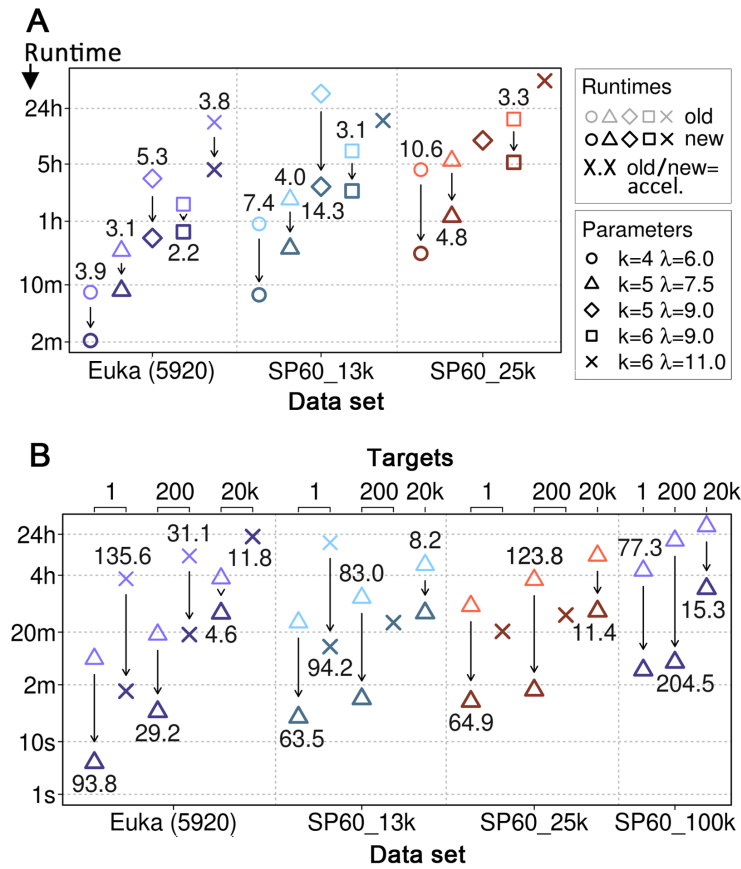 A
Runtime
24h
5h
1h
10m
2m
3.9
3.1
5.3
2.2
3.8
7.4
4.0
14.3
3.1
10.6
4.8
3.3
Euka (5920)
SP60_13k
SP60_25k
Data set
Runtimes
old
new
X.X old/new=
accel.
Parameters
k=4 λ=6.0
k=5 λ=7.5
k=5 λ=9.0
k=6 λ=9.0
k=6 λ=11.0
B
Targets
1 200 20k 1 200 20k 1 200 20k 1 200 20k
24h
4h
20m
2m
10s
1s
93.8
135.6
29.2
31.1
4.6
11.8
63.5
94.2
83.0
8.2
64.9
123.8
11.4
77.3
204.5
15.3
Euka (5920)
SP60_13k
SP60_25k
SP60_100k
Data set